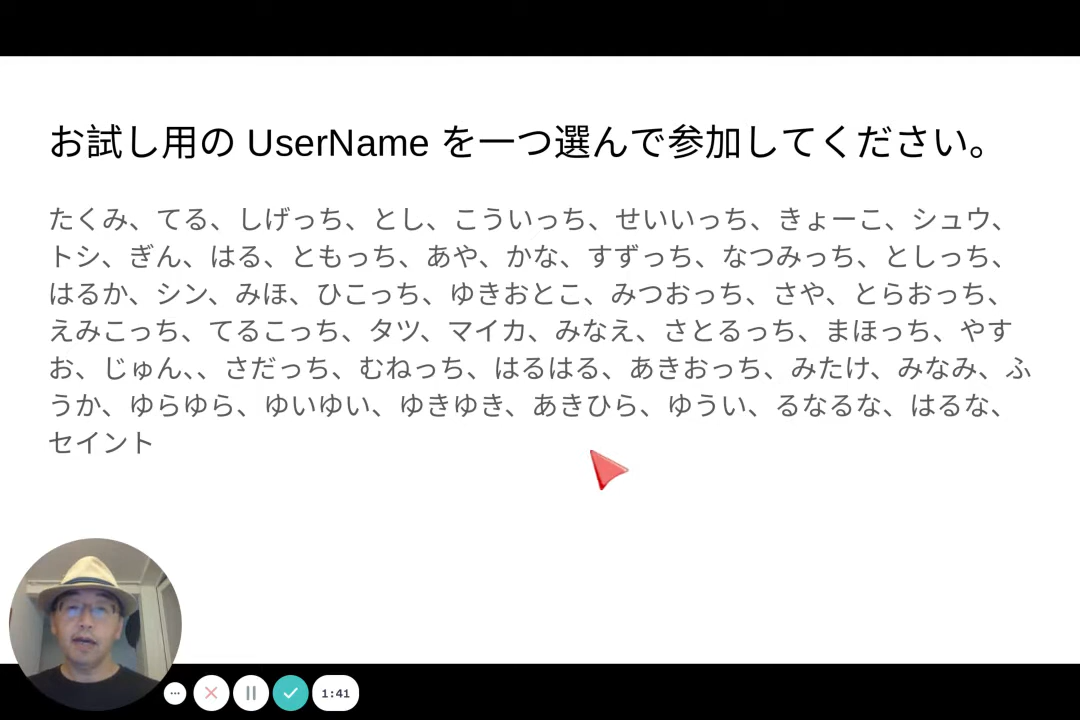 お試し用の UserName を一つ選んで参加してください。
たくみ、てる、しげっち、とし、こういっち、せいいっち、きょーこ、シュウ、
トシ、ぎん、はる、ともっち、あや、かな、すずっち、なつみっち、としっち、
はるか、シン、みほ、ひこっち、ゆきおとこ、みつおっち、さや、とらおっち、
えみこっち、てるこっち、タツ、マイカ、みなえ、さとるっち、まほっち、やす
お、じゅん、、さだっち、むねっち、はるはる、あきおっち、みたけ、みなみ、ふ
うか、ゆらゆら、ゆいゆい、ゆきゆき、あきひら、ゆうい、るなるな、はるな、
セイント
1:41